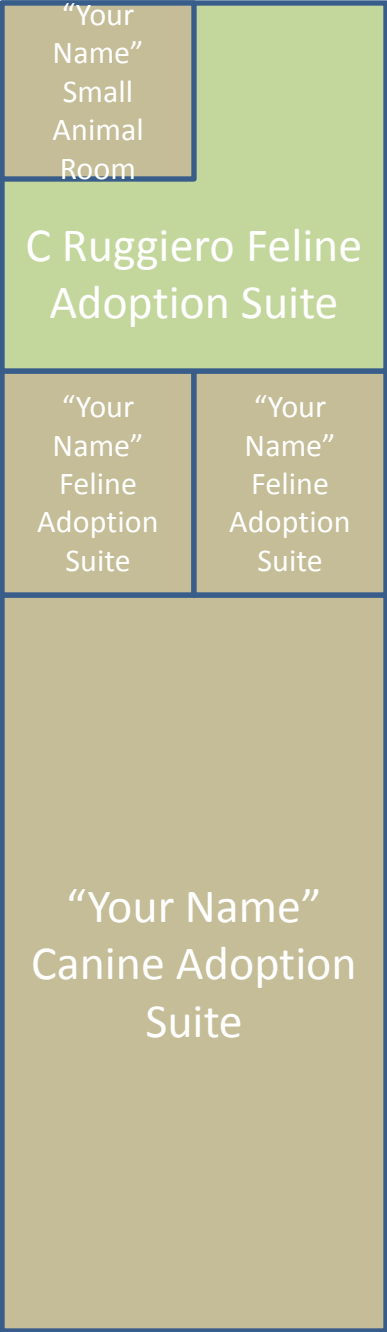 “Your
Name”
Small
Animal
Room
C Ruggiero Feline
Adoption Suite
“Your
Name”
Feline
Adoption
Suite
“Your
Name”
Feline
Adoption
Suite
“Your Name”
Canine Adoption
Suite